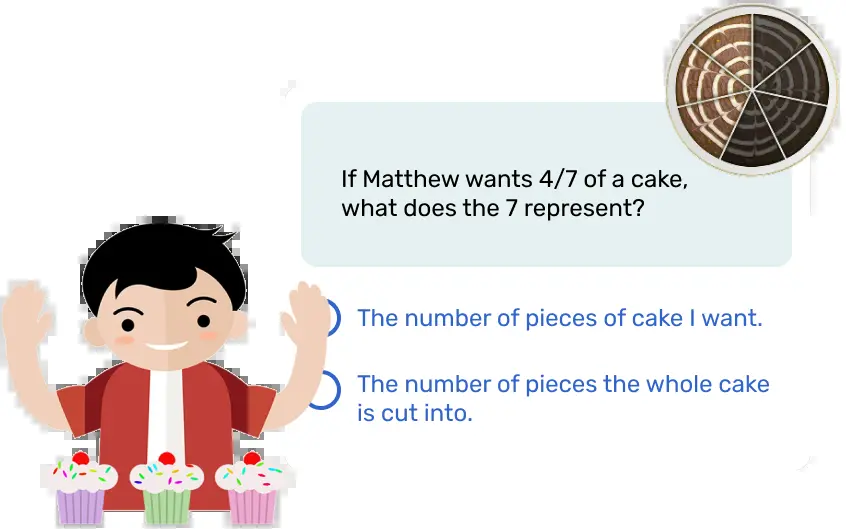 If Matthew wants 4/7 of a cake,
what does the 7 represent?
The number of pieces of cake I want.
The number of pieces the whole cake
is cut into.